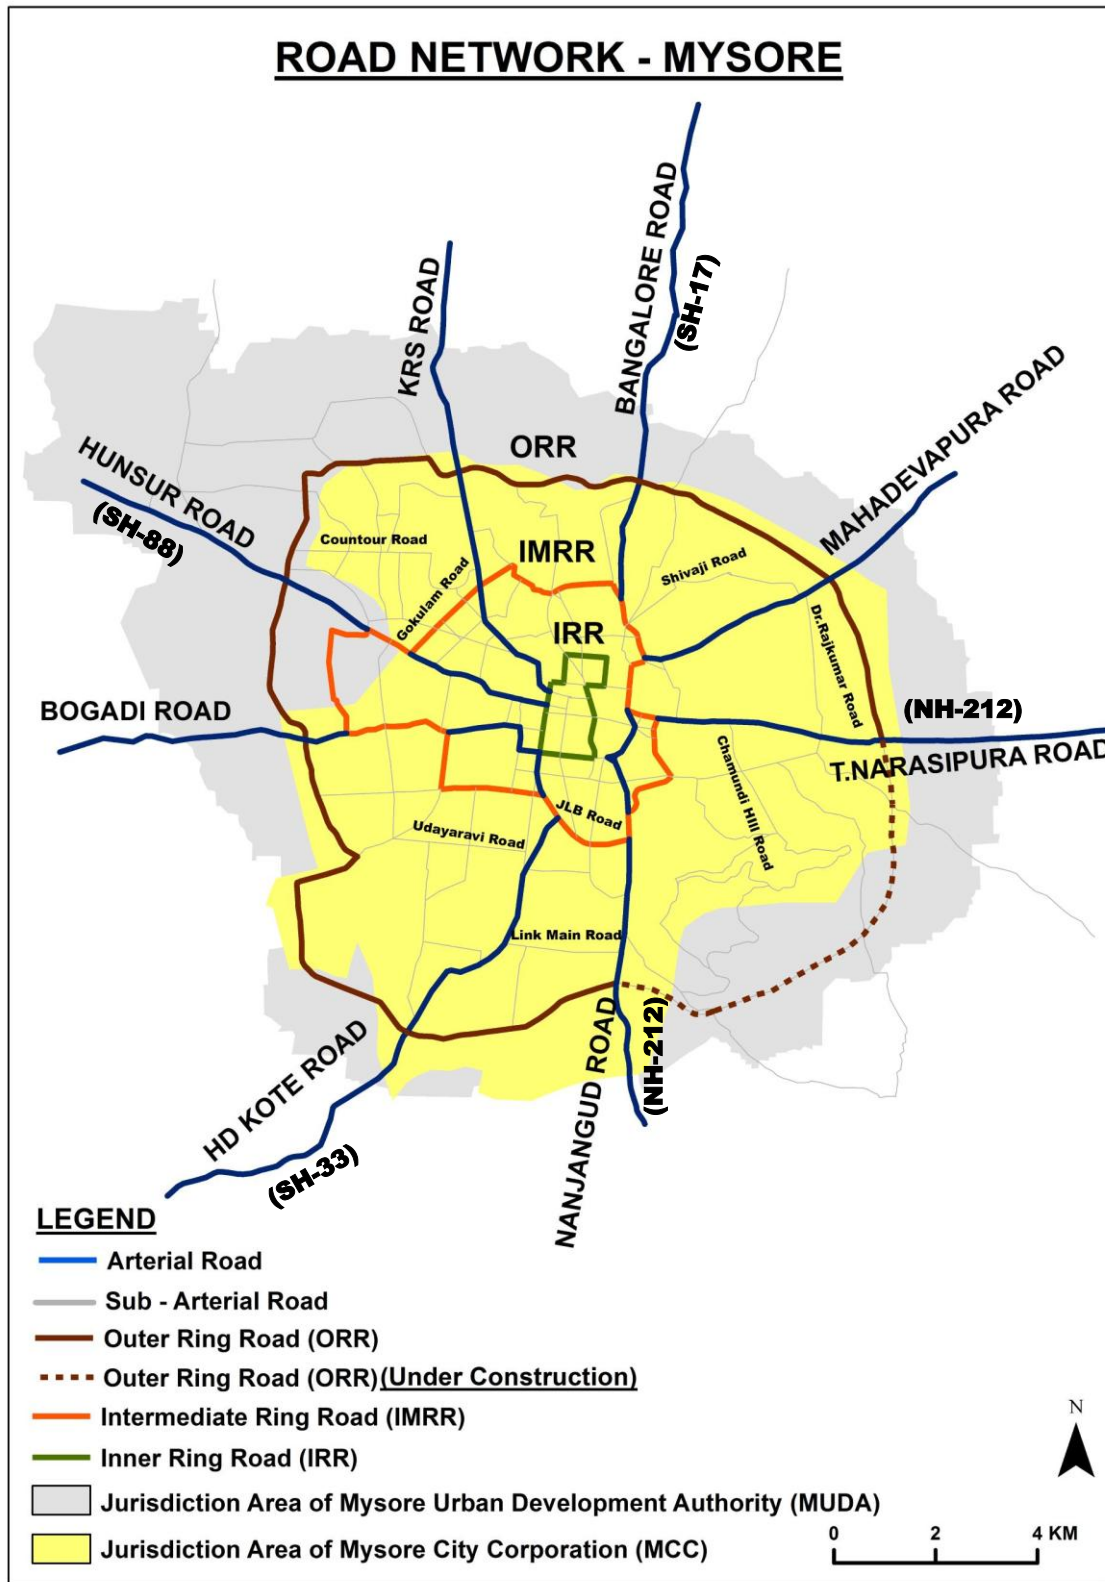 ROAD NETWORK - MYSORE
BANGALORE ROAD
(SH-17)
KRS ROAD
MAHADEVAPURA ROAD
ORR
HUNSUR ROAD
(SH-88)
Countour Road
IMRR
Shivaji Road
Gokulam Road
IRR
Dr.Rajkumar Road
BOGADI ROAD
(NH-212)
T.NARASIPURA ROAD
Chamundi HIll Road
JLB Road
Udayaravi Road
Link Main Road
HD KOTE ROAD
(SH-33)
NANJANGUD ROAD
(NH-212)
LEGEND
Arterial Road
Sub - Arterial Road
Outer Ring Road (ORR)
Outer Ring Road (ORR)(Under Construction)
Intermediate Ring Road (IMRR)
Inner Ring Road (IRR)
Jurisdiction Area of Mysore Urban Development Authority (MUDA)
Jurisdiction Area of Mysore City Corporation (MCC)
N
0 2 4 KM